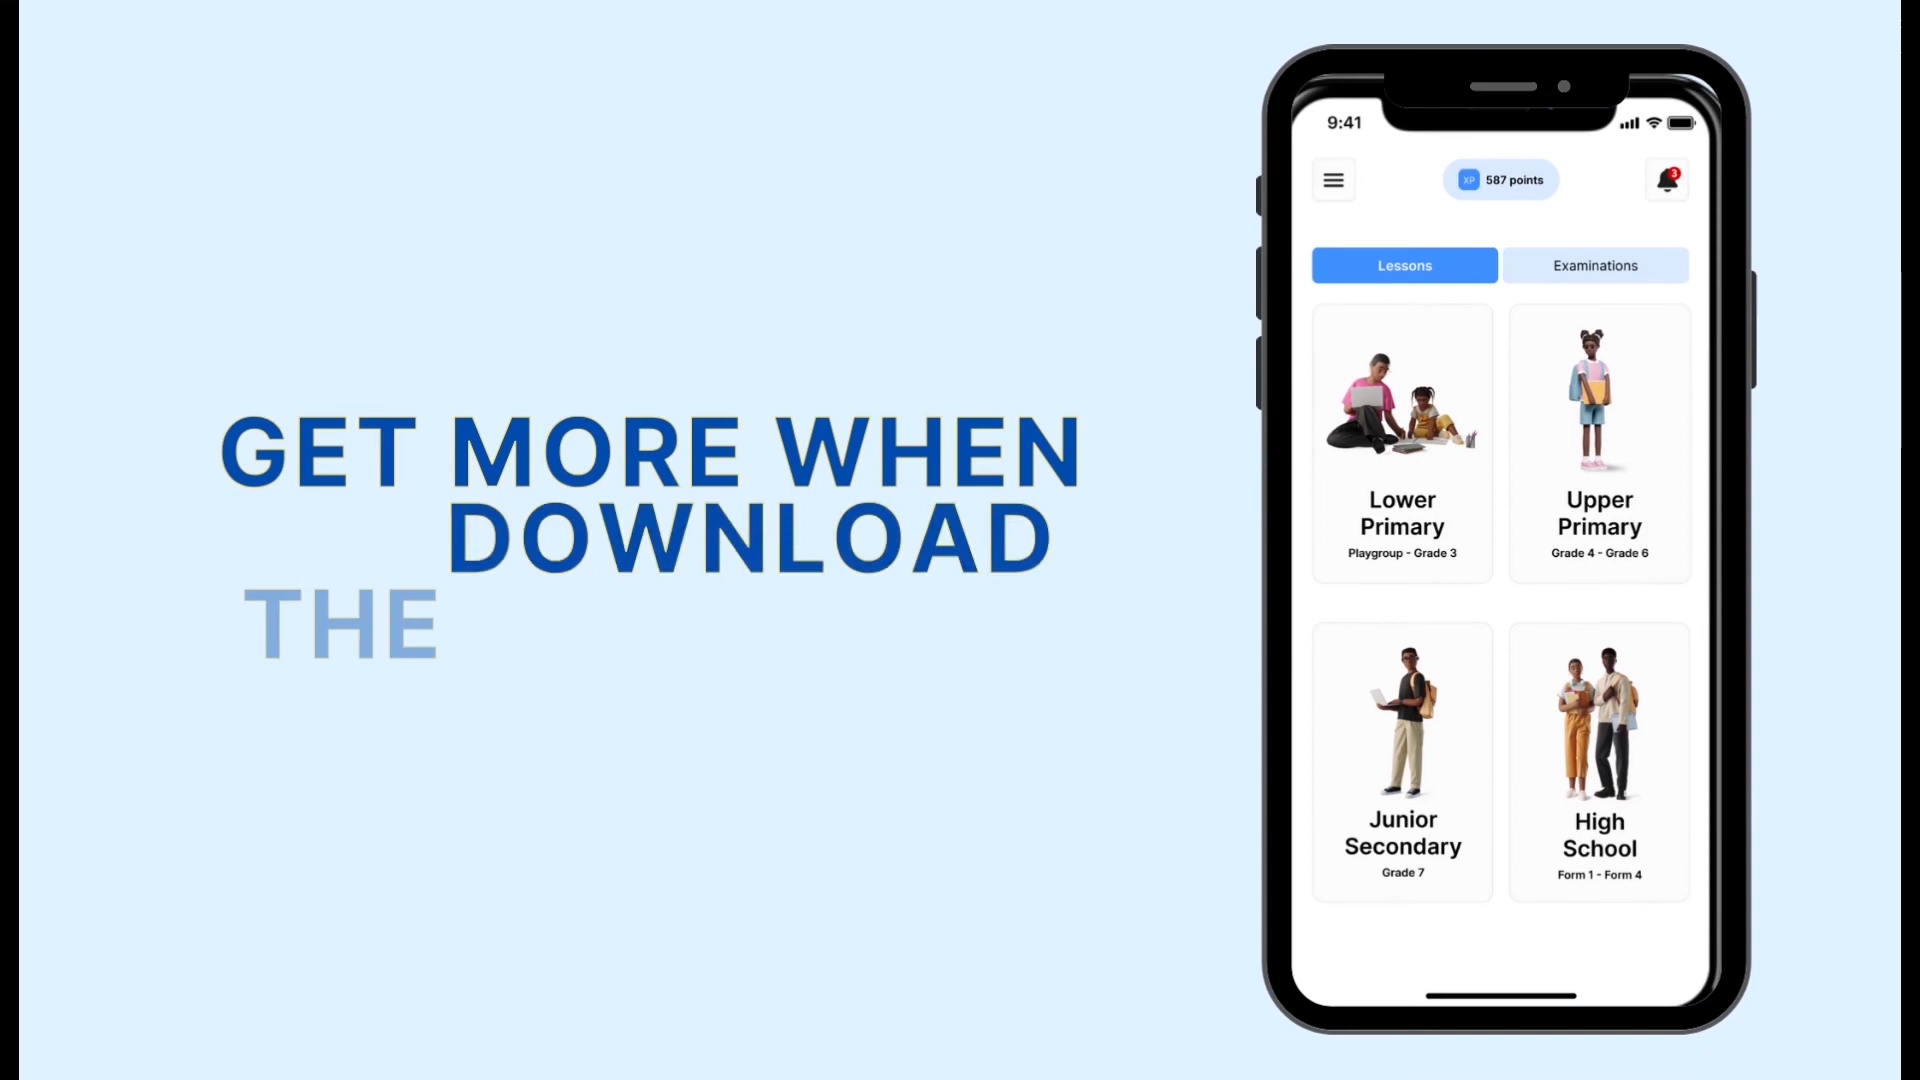 GET MORE WHEN
DOWNLOAD
THE
9:41
XP 587 points
3
Lessons
Examinations
Lower
Primary
Playgroup - Grade 3
Upper
Primary
Grade 4 - Grade 6
Junior
Secondary
Grade 7
High
School
Form 1 - Form 4